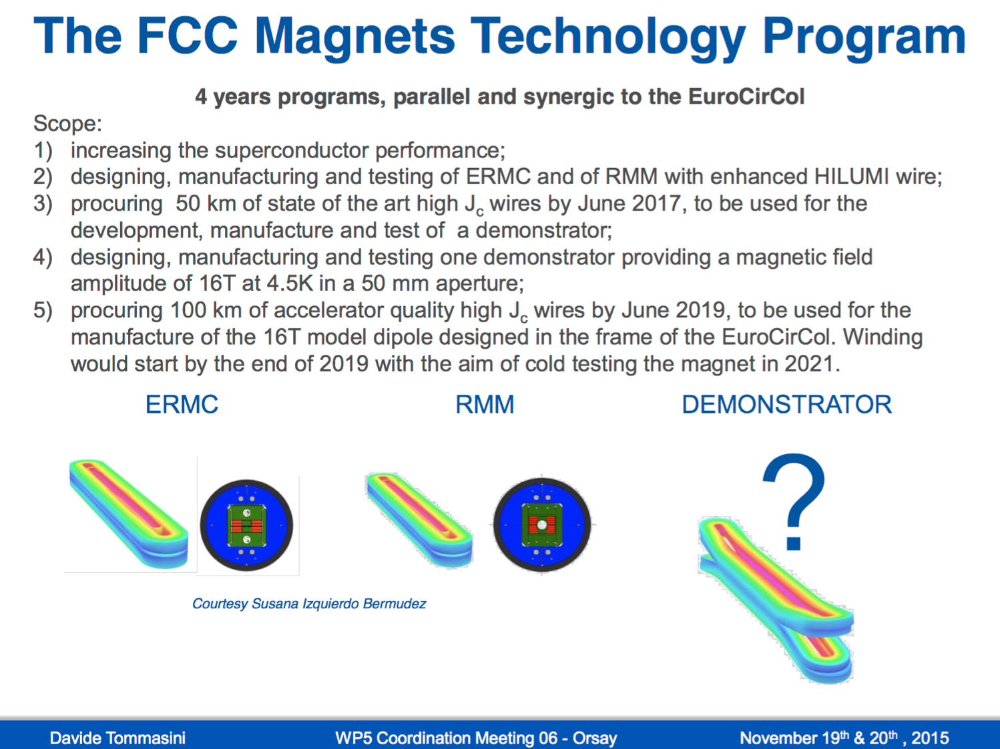 The FCC Magnets Technology Program
4 years programs, parallel and synergic to the EuroCirCol
Scope:
1) increasing the superconductor performance;
2) designing, manufacturing and testing of ERMC and of RMM with enhanced HILUMI wire;
3) procuring 50 km of state of the art high Jc wires by June 2017, to be used for the
development, manufacture and test of a demonstrator;
4) designing, manufacturing and testing one demonstrator providing a magnetic field
amplitude of 16T at 4.5K in a 50 mm aperture;
5) procuring 100 km of accelerator quality high Jc wires by June 2019, to be used for the
manufacture of the 16T model dipole designed in the frame of the EuroCirCol. Winding
would start by the end of 2019 with the aim of cold testing the magnet in 2021.
ERMC RMM DEMONSTRATOR
?
Courtesy Susana Izquierdo Bermudez
Davide Tommasini WP5 Coordination Meeting 06 - Orsay November 19th & 20th , 2015